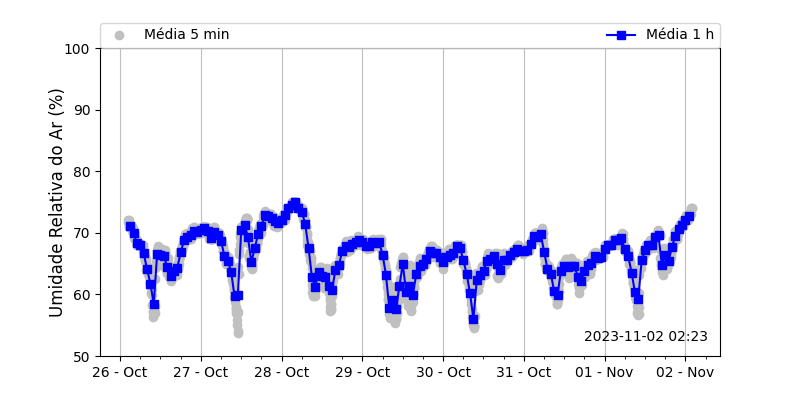 Média 5 min
Média 1 h
Umidade Relativa do Ar (%)
100
90
80
70
60
50
2023-11-02 02:23
26 - Oct
27 - Oct
28 - Oct
29 - Oct
30 - Oct
31 - Oct
01 - Nov
02 - Nov